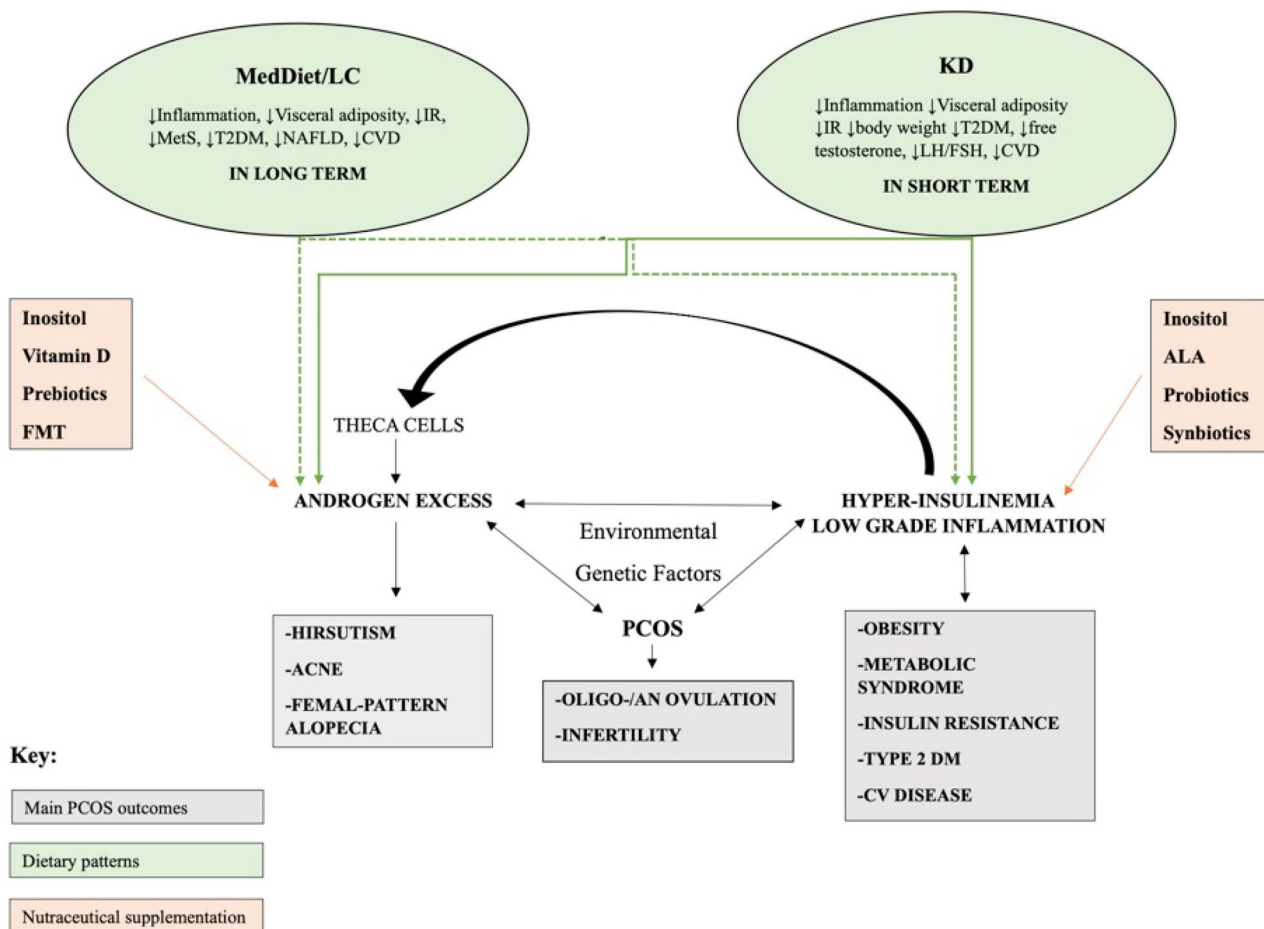 MedDiet/LC
↓Inflammation, ↓Visceral adiposity, ↓IR,
↓MetS, ↓T2DM, ↓NAFLD, ↓CVD
IN LONG TERM
KD
↓Inflammation ↓Visceral adiposity
↓IR ↓body weight ↓T2DM, ↓free
testosterone, ↓LH/FSH, ↓CVD
IN SHORT TERM
Inositol
Vitamin D
Prebiotics
FMT
Inositol
ALA
Probiotics
Synbiotics
THECA CELLS
ANDROGEN EXCESS
HYPER-INSULINEMIA
LOW GRADE INFLAMMATION
Environmental
Genetic Factors
PCOS
-HIRSUTISM
-ACNE
-FEMAL-PATTERN
ALOPECIA
-OLIGO-/AN OVULATION
-INFERTILITY
-OBESITY
-METABOLIC
SYNDROME
-INSULIN RESISTANCE
-TYPE 2 DM
-CV DISEASE
Key:
Main PCOS outcomes
Dietary patterns
Nutraceutical supplementation